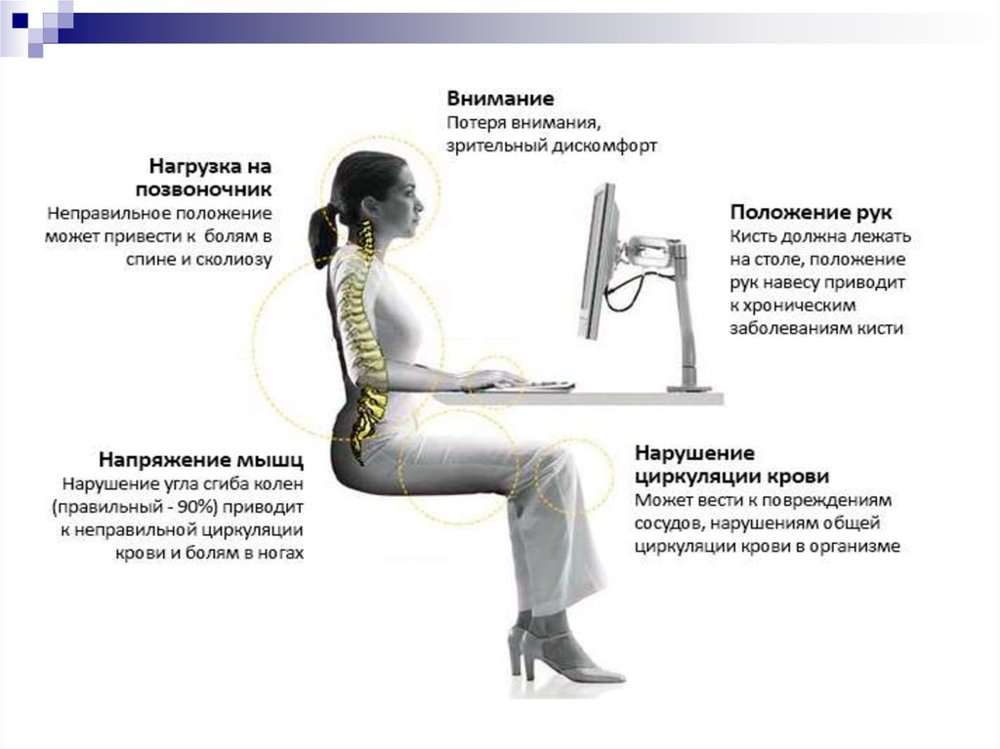 Внимание
Потеря внимания,
зрительный дискомфорт
Нагрузка на
позвоночник
Неправильное положение
может привести к болям в
спине и сколиозу
Положение рук
Кисть должна лежать
на столе, положение
рук навесу приводит
к хроническим
заболеваниям кисти
Напряжение мышц
Нарушение угла сгиба колен
(правильный - 90%) приводит
к неправильной циркуляции
крови и болям в ногах
Нарушение
циркуляции крови
Может вести к повреждениям
сосудов, нарушениям общей
циркуляции крови в организме